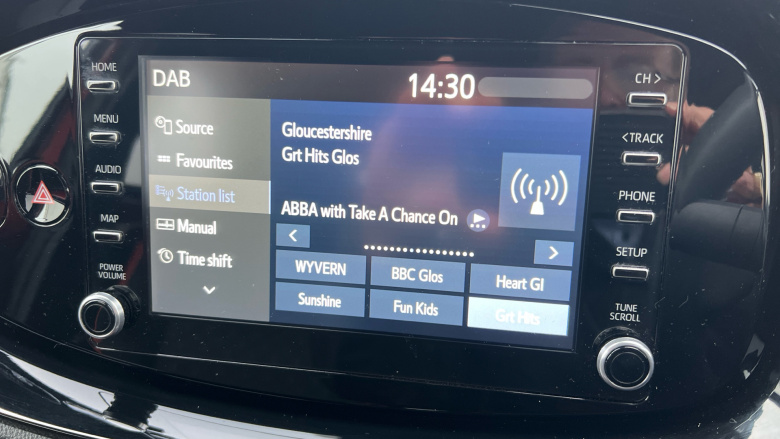 HOME
MENU
AUDIO
MAP
POWER
VOLUME
DAB
14:30
Source
Favourites
Station list
Manual
Time shift
Gloucestershire
Grt Hits Glos
ABBA with Take A Chance On
WYVERN
BBC Glos
Heart Gl
Sunshine
Fun Kids
Grt Hits
CH >
< TRACK
PHONE
SETUP
TUNE
SCROLL